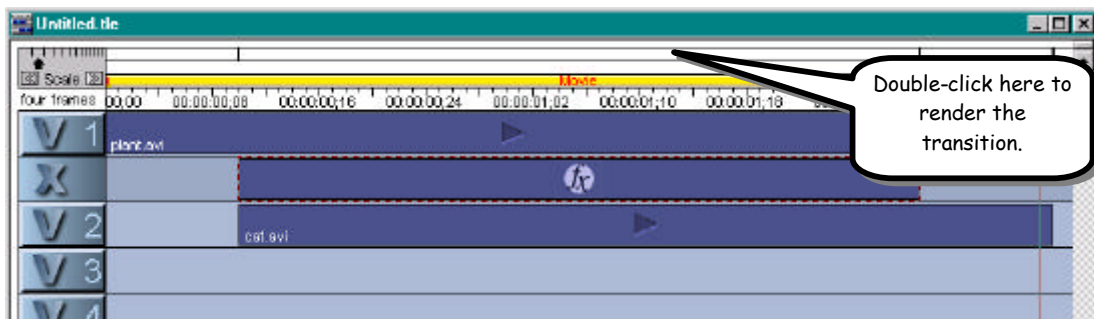 Untitled.tle
Scale
Movie
Double-click here to
render the
transition.
four frames 00;00 00:00:00;08 00:00:00;16 00:00:00;24 00:00:01;02 00:00:01;10 00:00:01;18
V 1 plant.avi
X
fx
V 2 cat.avi
V 3
V 4